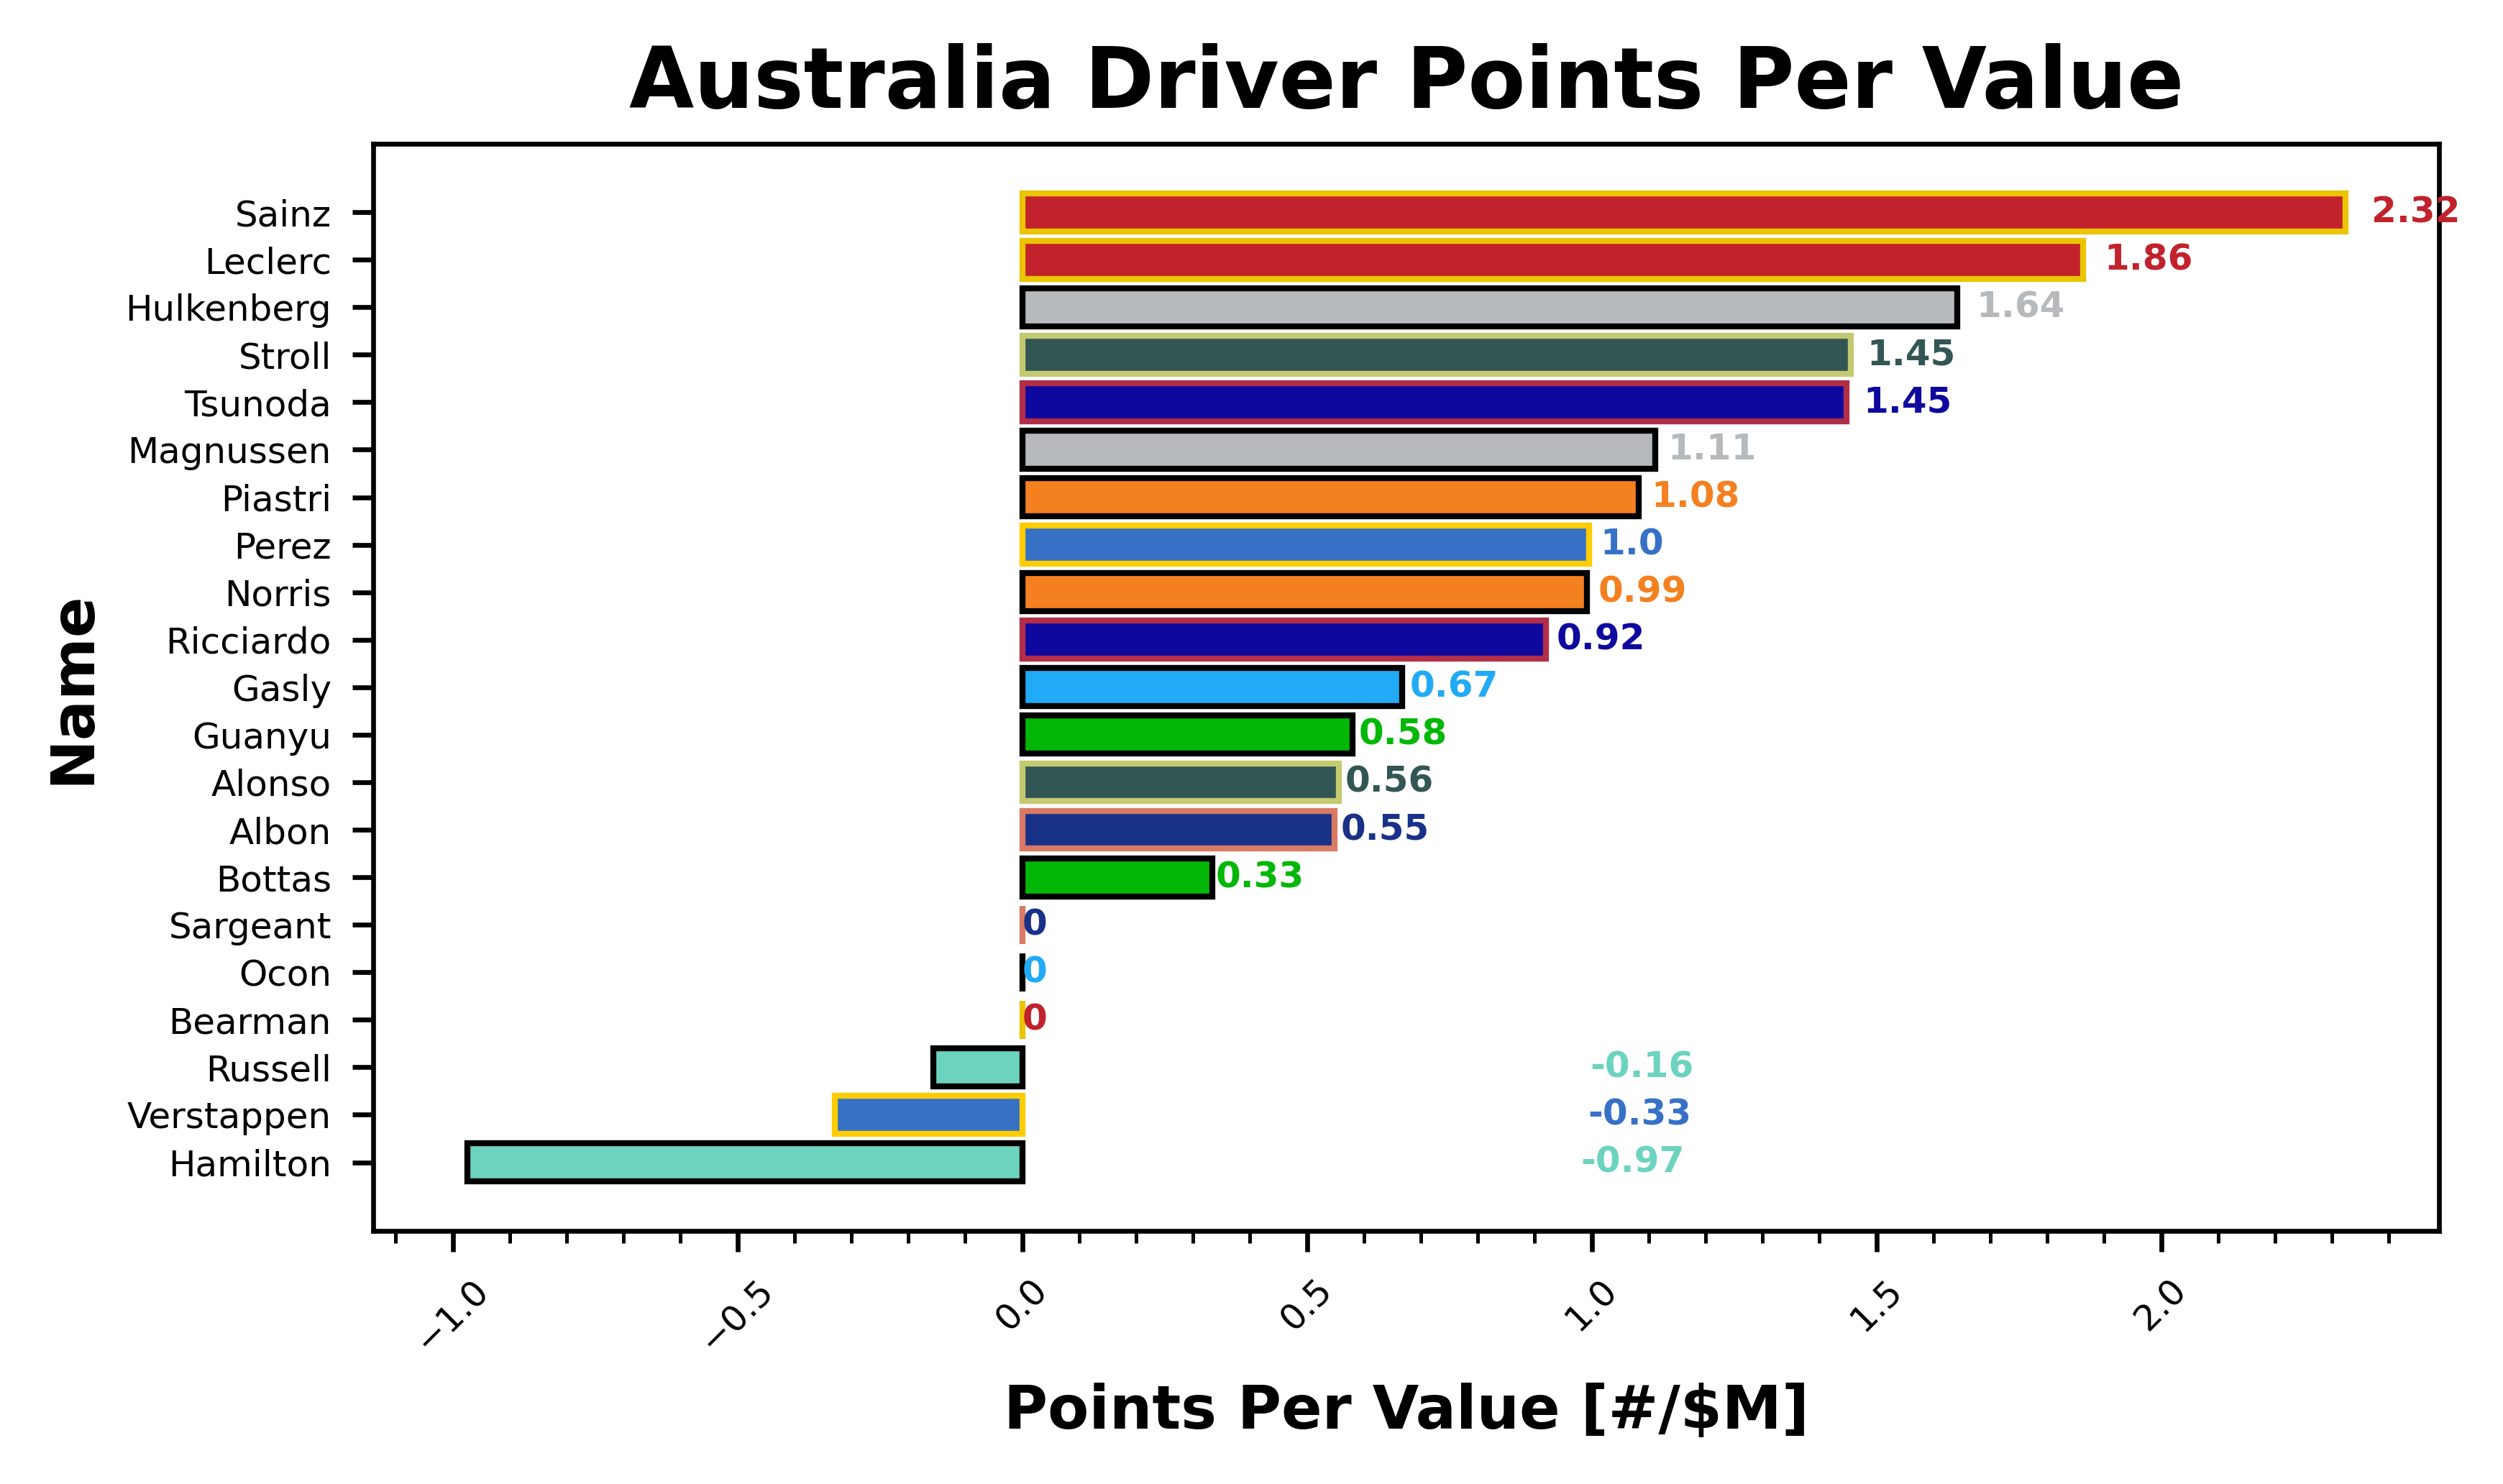 Australia Driver Points Per Value
Name
Sainz 2.32
Leclerc 1.86
Hulkenberg 1.64
Stroll 1.45
Tsunoda 1.45
Magnussen 1.11
Piastri 1.08
Perez 1.0
Norris 0.99
Ricciardo 0.92
Gasly 0.67
Guanyu 0.58
Alonso 0.56
Albon 0.55
Bottas 0.33
Sargeant 0
Ocon 0
Bearman 0
Russell -0.16
Verstappen -0.33
Hamilton -0.97
−1.0 −0.5 0.0 0.5 1.0 1.5 2.0
Points Per Value [#/$M]